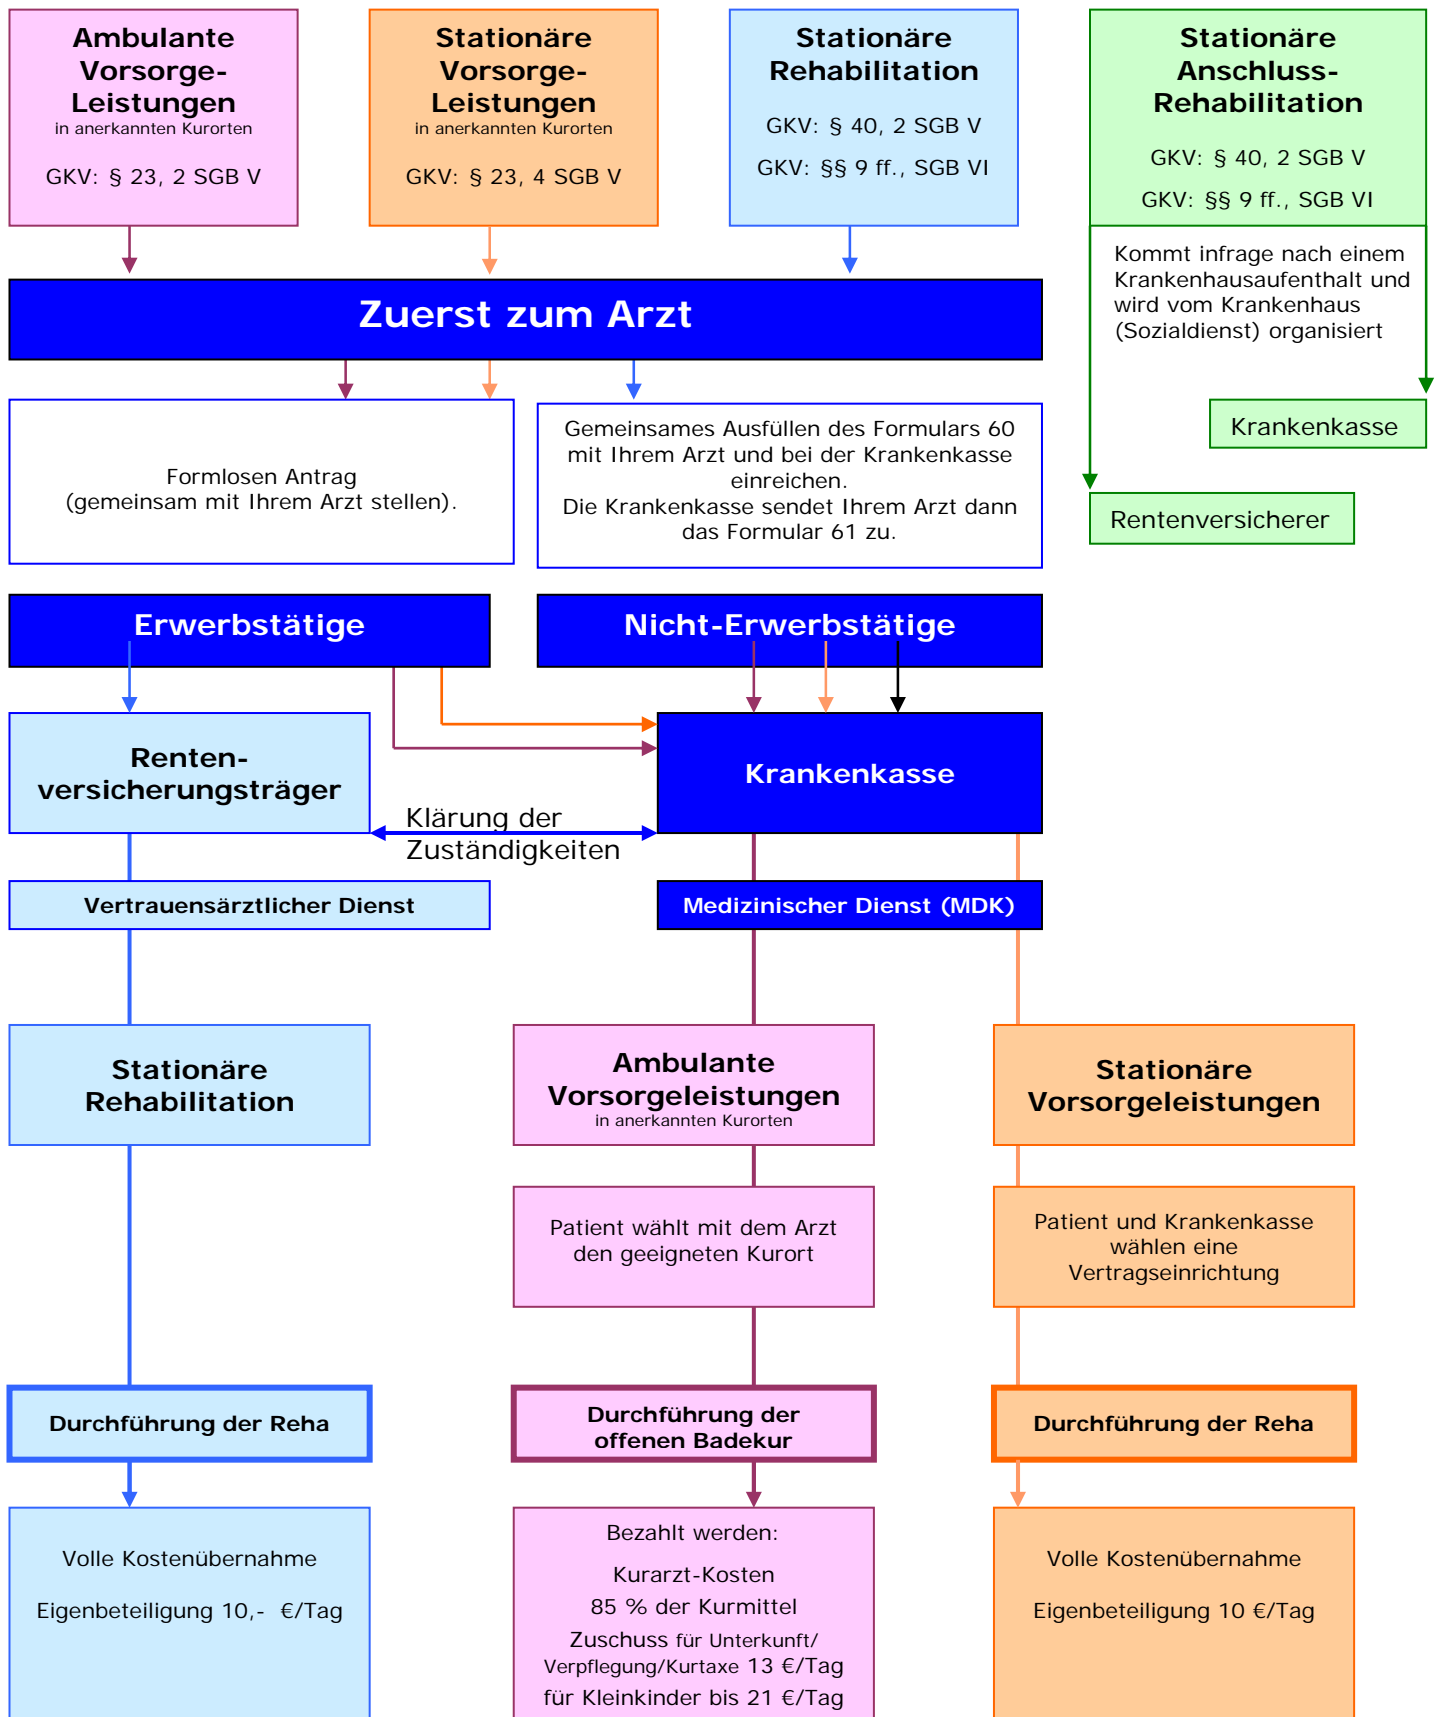 Ambulante
Vorsorge-
Leistungen
in anerkannten Kurorten
GKV: § 23, 2 SGB V
Stationäre
Vorsorge-
Leistungen
in anerkannten Kurorten
GKV: § 23, 4 SGB V
Stationäre
Rehabilitation
GKV: § 40, 2 SGB V
GKV: §§ 9 ff., SGB VI
Stationäre
Anschluss-
Rehabilitation
GKV: § 40, 2 SGB V
GKV: §§ 9 ff., SGB VI
Kommt infrage nach einem
Krankenhausaufenthalt und
wird vom Krankenhaus
(Sozialdienst) organisiert
Zuerst zum Arzt
Krankenkasse
Rentenversicherer
Formlosen Antrag
(gemeinsam mit Ihrem Arzt stellen).
Gemeinsames Ausfüllen des Formulars 60
mit Ihrem Arzt und bei der Krankenkasse
einreichen.
Die Krankenkasse sendet Ihrem Arzt dann
das Formular 61 zu.
Erwerbstätige
Nicht-Erwerbstätige
Renten-
versicherungsträger
Klärung der
Zuständigkeiten
Krankenkasse
Vertrauensärztlicher Dienst
Medizinischer Dienst (MDK)
Stationäre
Rehabilitation
Ambulante
Vorsorgeleistungen
in anerkannten Kurorten
Stationäre
Vorsorgeleistungen
Patient wählt mit dem Arzt
den geeigneten Kurort
Patient und Krankenkasse
wählen eine
Vertragseinrichtung
Durchführung der Reha
Durchführung der
offenen Badekur
Durchführung der Reha
Volle Kostenübernahme
Eigenbeteiligung 10,- €/Tag
Bezahlt werden:
Kurarzt-Kosten
85 % der Kurmittel
Zuschuss für Unterkunft/
Verpflegung/Kurtaxe 13 €/Tag
für Kleinkinder bis 21 €/Tag
Volle Kostenübernahme
Eigenbeteiligung 10 €/Tag